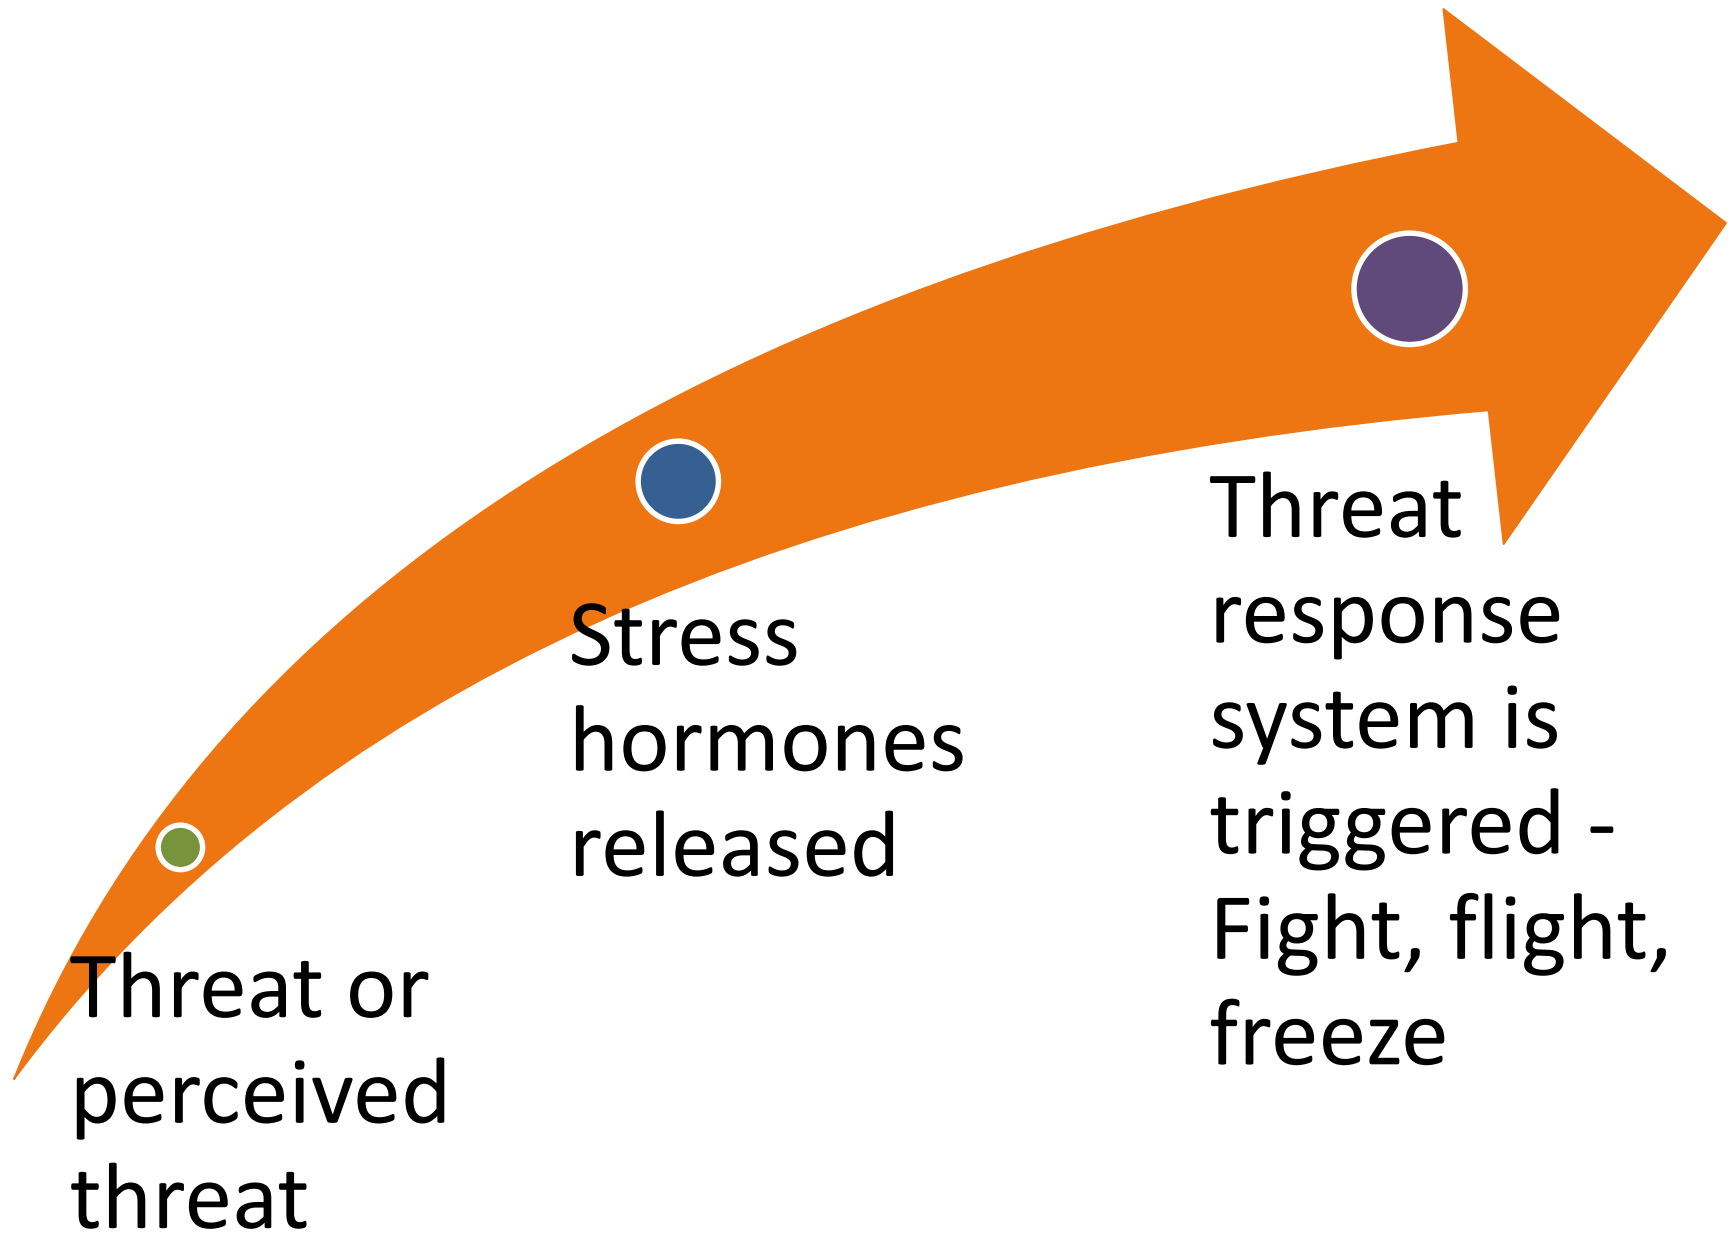 Threat or
perceived
threat
Stress
hormones
released
Threat
response
system is
triggered -
Fight, flight,
freeze